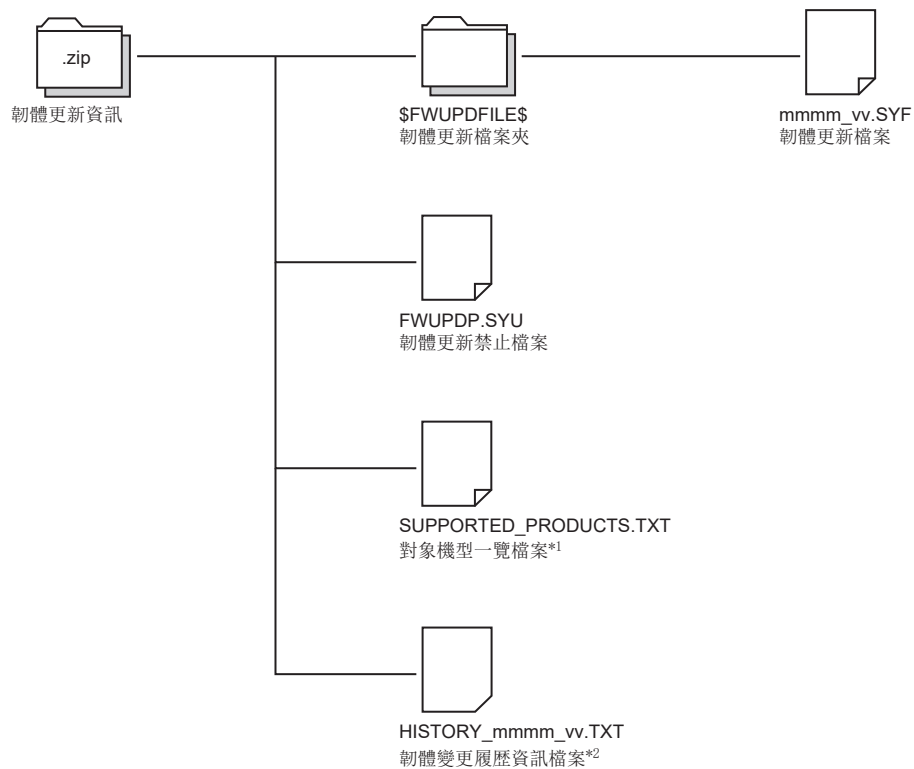 .zip
韌體更新資訊
$FWUPDFILE$
韌體更新檔案夾
mmmm_vv.SYF
韌體更新檔案
FWUPDP.SYU
韌體更新禁止檔案
SUPPORTED_PRODUCTS.TXT
對象機型一覽檔案*1
HISTORY_mmmm_vv.TXT
韌體變更履歷資訊檔案*2